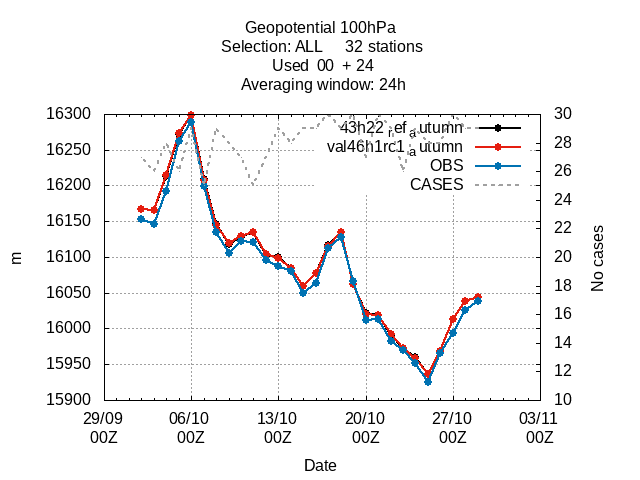 Geopotential 100hPa
Selection: ALL 32 stations
Used 00 + 24
Averaging window: 24h
43h22_ref_autumn
val46h1rc1_autumn
OBS
CASES
16300
16250
16200
16150
16100
16050
16000
15950
15900
30
28
26
24
22
20
18
16
14
12
10
m
No cases
29/09 06/10 13/10 20/10 27/10 03/11
00Z 00Z 00Z 00Z 00Z 00Z
Date